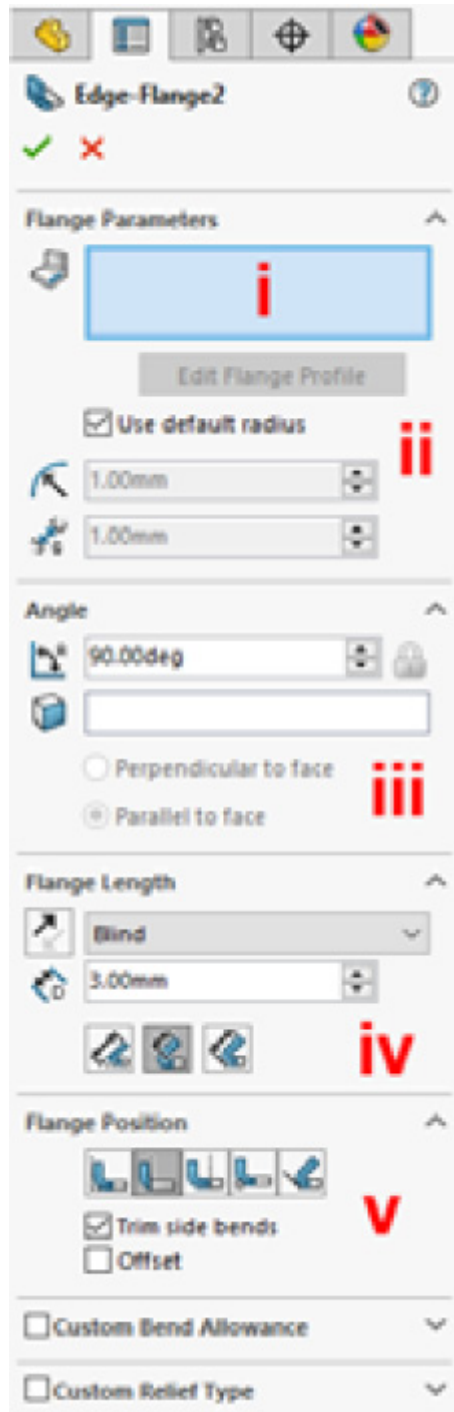 Edge-Flange2
Flange Parameters
i
Edit Flange Profile
Use default radius
ii
1.00mm
1.00mm
Angle
90.00deg
Perpendicular to face
iii
Parallel to face
Flange Length
Blind
3.00mm
iv
Flange Position
v
Trim side bends
Offset
Custom Bend Allowance
Custom Relief Type